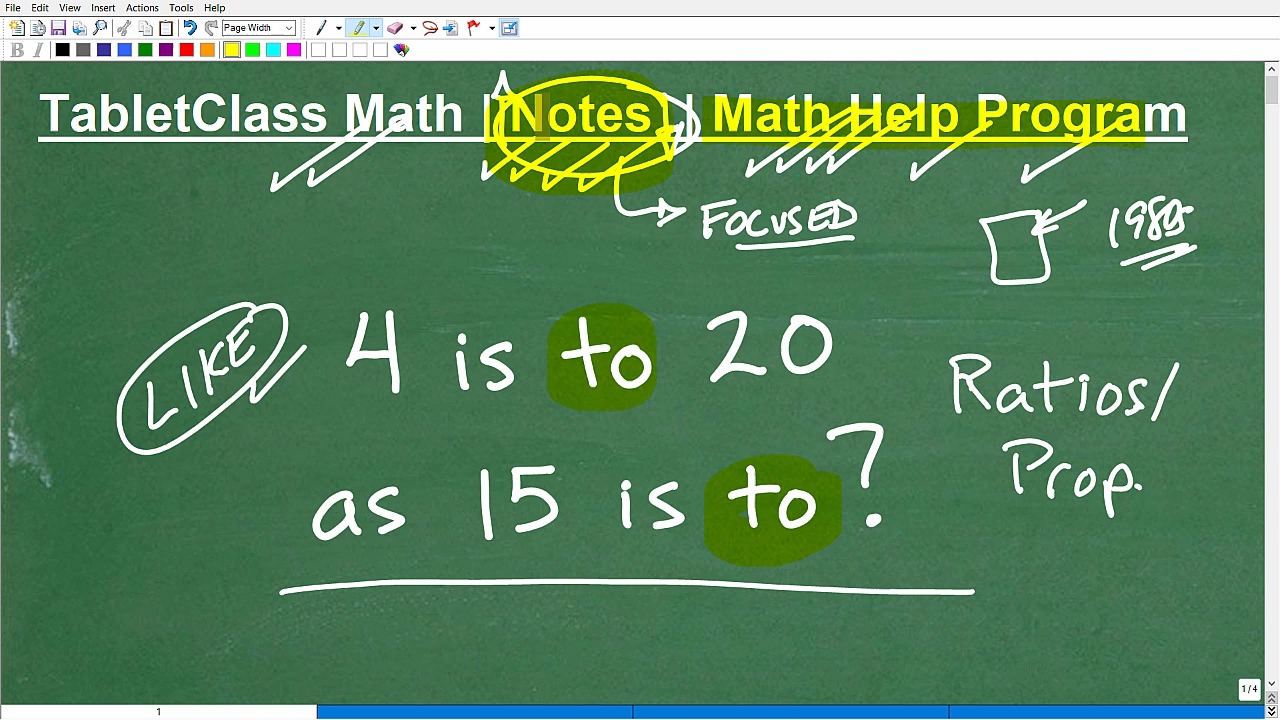 File Edit View Insert Actions Tools Help
Page Width
B I
TabletClass Math | Notes | Math Help Program
FOCUSED
1980s
LIKE
4 is to 20
as 15 is to ?
Ratios/
Prop.
1/4
1